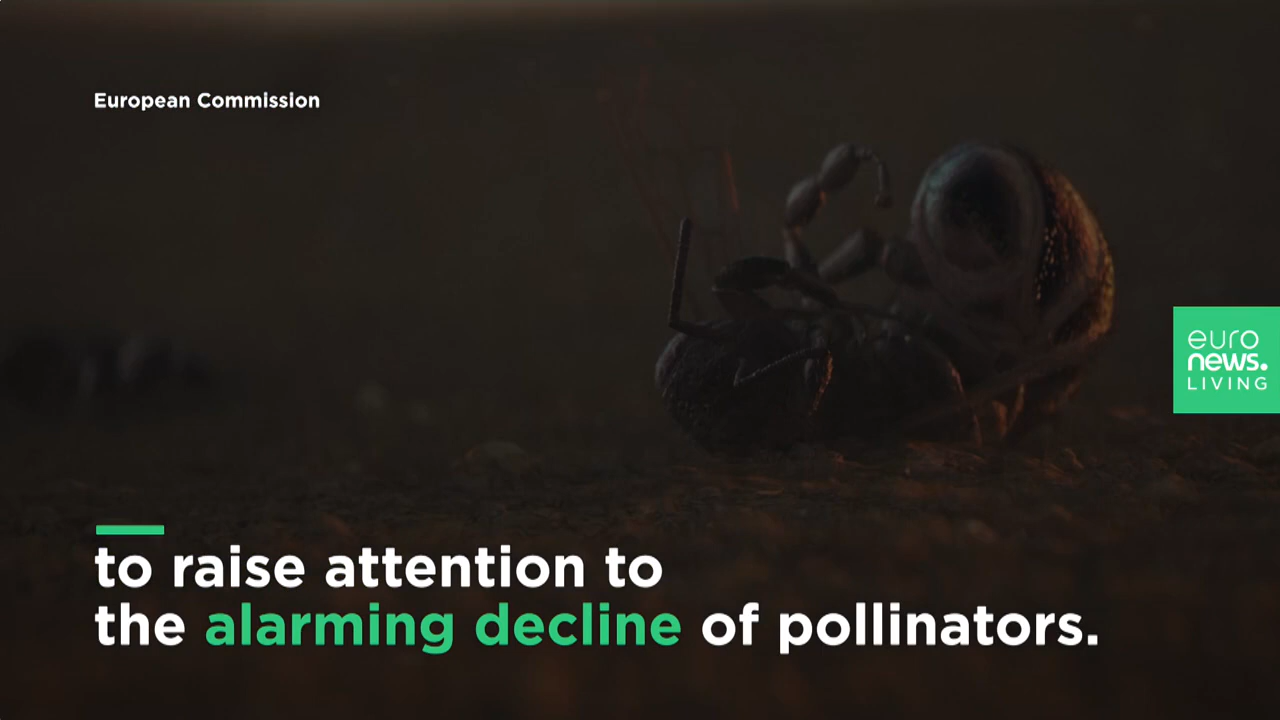 European Commission
euro
news.
LIVING
to raise attention to
the alarming decline of pollinators.